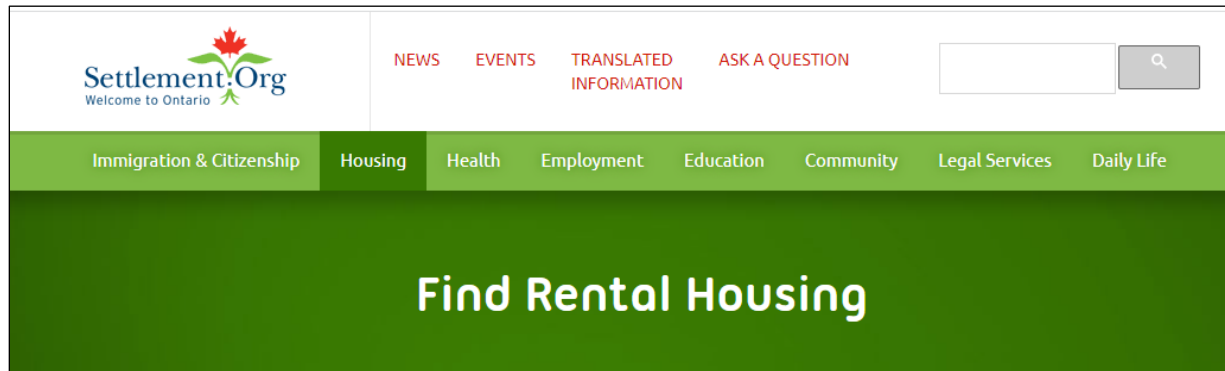 Settlement.Org
Welcome to Ontario
NEWS EVENTS TRANSLATED INFORMATION ASK A QUESTION
Immigration & Citizenship Housing Health Employment Education Community Legal Services Daily Life
Find Rental Housing